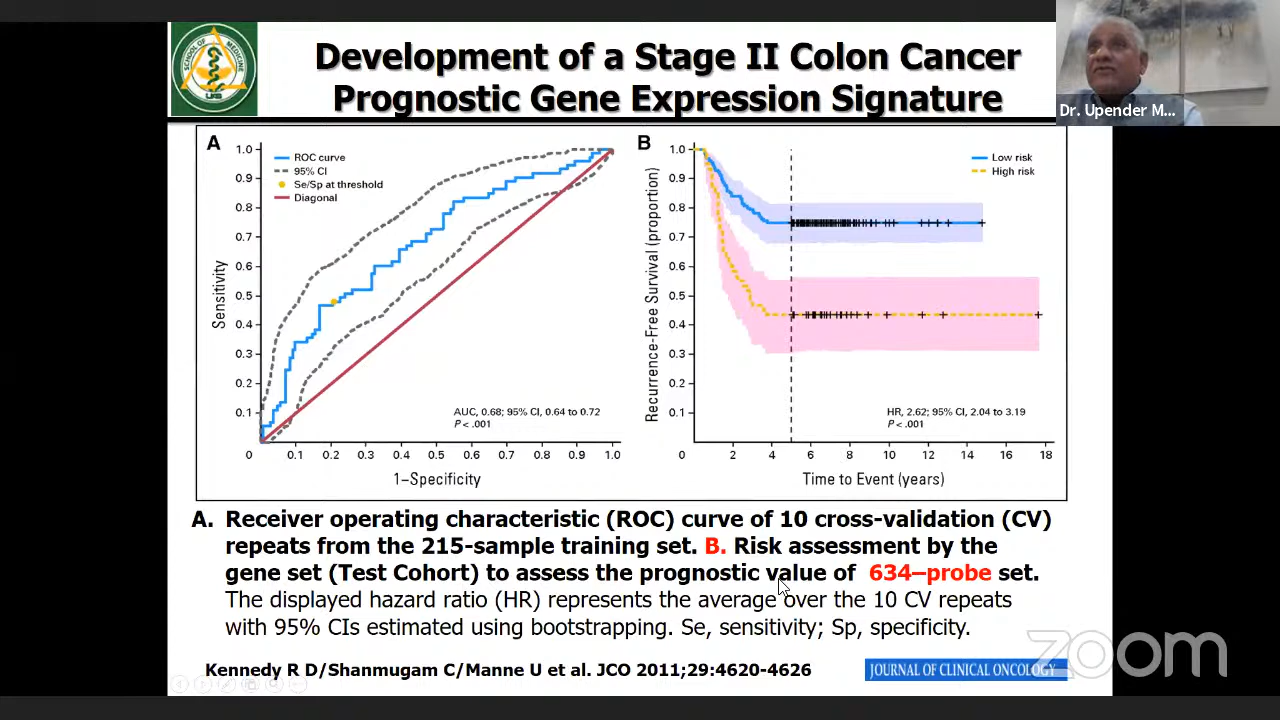 SCHOOL OF MEDICINE
Development of a Stage II Colon Cancer
Prognostic Gene Expression Signature
Dr. Upender M...
A
ROC curve
95% CI
Se/Sp at threshold
Diagonal
1.0
0.9
0.8
0.7
0.6
0.5
0.4
0.3
0.2
0.1
Sensitivity
AUC, 0.68; 95% CI, 0.64 to 0.72
P < .001
0 0.1 0.2 0.3 0.4 0.5 0.6 0.7 0.8 0.9 1.0
1–Specificity
B
Low risk
High risk
1.0
0.9
0.8
0.7
0.6
0.5
0.4
0.3
0.2
0.1
Recurrence-Free Survival (proportion)
HR, 2.62; 95% CI, 2.04 to 3.19
P < .001
0 2 4 6 8 10 12 14 16 18
Time to Event (years)
A. Receiver operating characteristic (ROC) curve of 10 cross-validation (CV)
repeats from the 215-sample training set. B. Risk assessment by the
gene set (Test Cohort) to assess the prognostic value of 634–probe set.
The displayed hazard ratio (HR) represents the average over the 10 CV repeats
with 95% CIs estimated using bootstrapping. Se, sensitivity; Sp, specificity.
Kennedy R D/Shanmugam C/Manne U et al. JCO 2011;29:4620-4626
JOURNAL OF CLINICAL ONCOLOGY
zoom